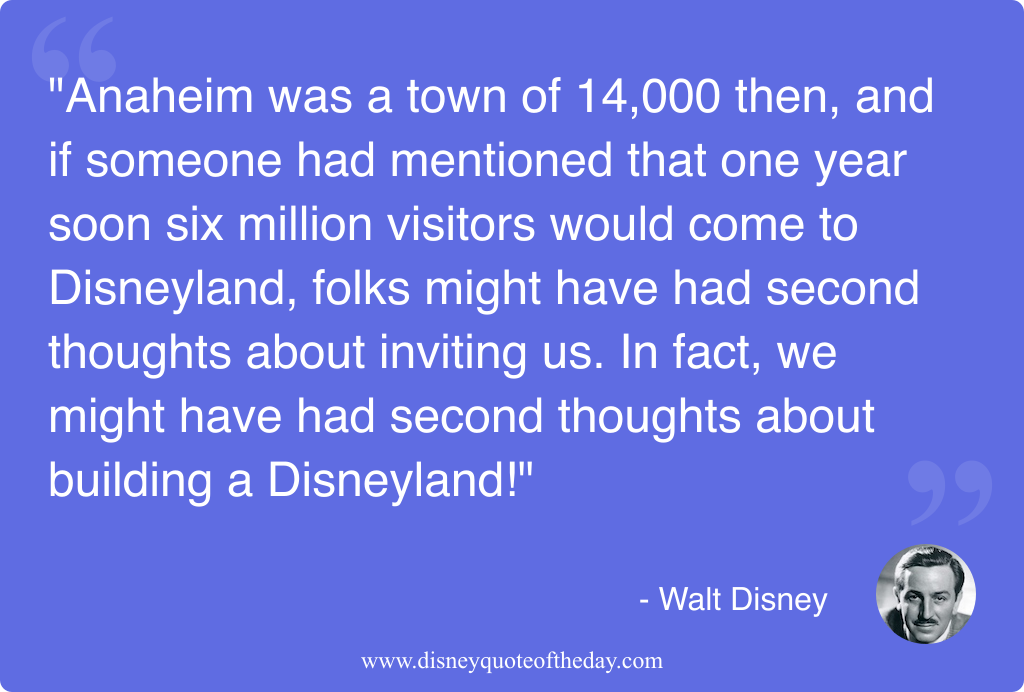 "Anaheim was a town of 14,000 then, and
if someone had mentioned that one year
soon six million visitors would come to
Disneyland, folks might have had second
thoughts about inviting us. In fact, we
might have had second thoughts about
building a Disneyland!"
- Walt Disney
www.disneyquoteoftheday.com